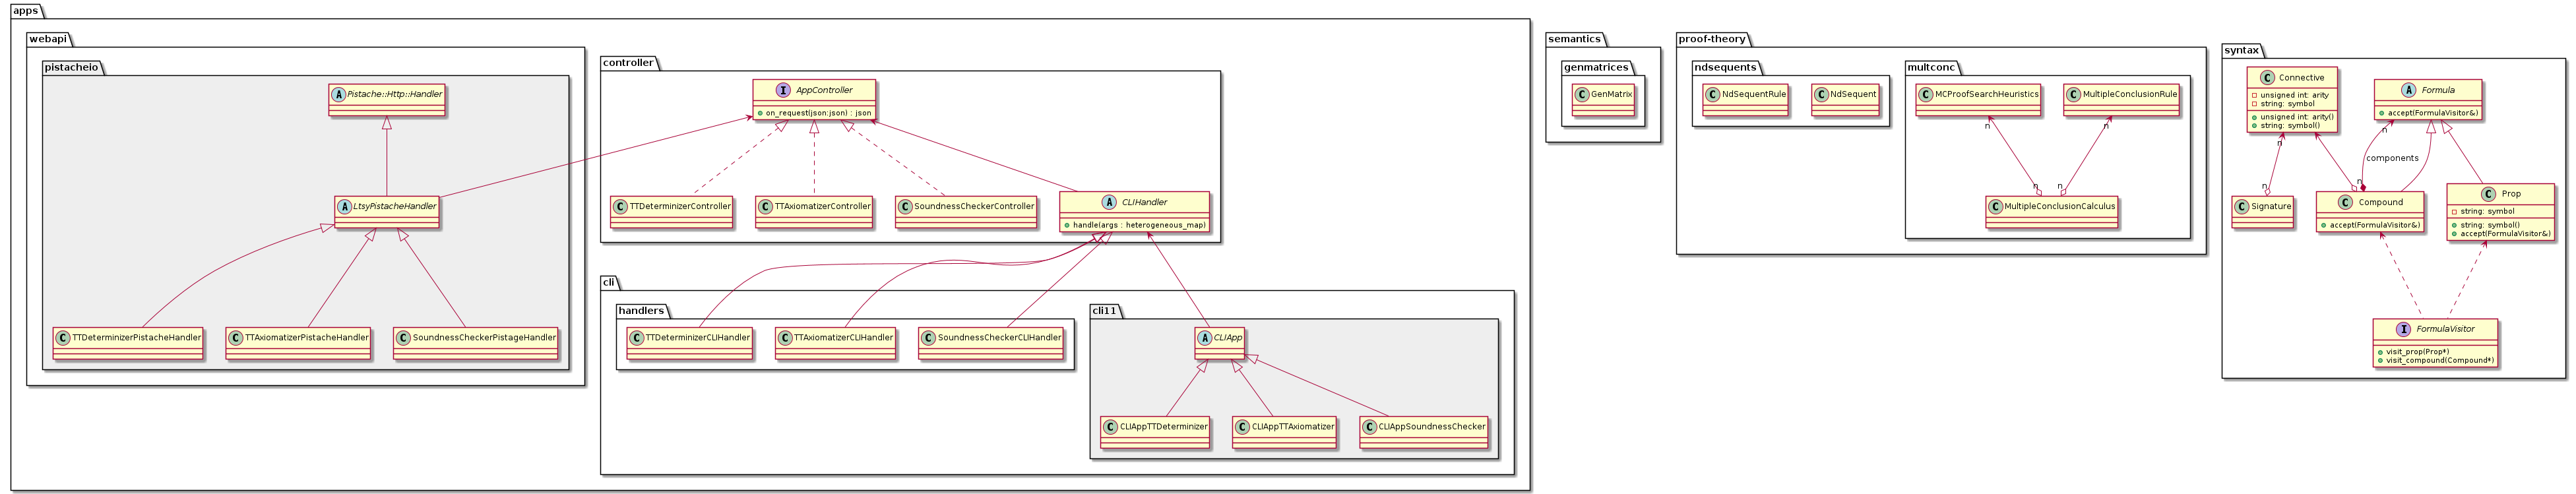 apps
webapi
pistacheio
A Pistache::Http::Handler
A LtsyPistacheHandler
C TTDeterminizerPistacheHandler
C TTAxiomatizerPistacheHandler
C SoundnessCheckerPistageHandler
controller
I AppController
on_request(json:json) : json
C TTDeterminizerController
C TTAxiomatizerController
C SoundnessCheckerController
A CLIHandler
handle(args : heterogeneous_map)
cli
handlers
C TTDeterminizerCLIHandler
C TTAxiomatizerCLIHandler
C SoundnessCheckerCLIHandler
cli11
A CLIApp
C CLIAppTTDeterminizer
C CLIAppTTAxiomatizer
C CLIAppSoundnessChecker
semantics
genmatrices
C GenMatrix
proof-theory
ndsequents
C NdSequentRule
C NdSequent
multconc
C MCProofSearchHeuristics
C MultipleConclusionRule
n
n
n
n
C MultipleConclusionCalculus
syntax
C Connective
unsigned int: arity
string: symbol
unsigned int: arity()
string: symbol()
A Formula
accept(FormulaVisitor&)
n
n
components
n
n
C Signature
C Compound
accept(FormulaVisitor&)
C Prop
string: symbol
string: symbol()
accept(FormulaVisitor&)
I FormulaVisitor
visit_prop(Prop*)
visit_compound(Compound*)